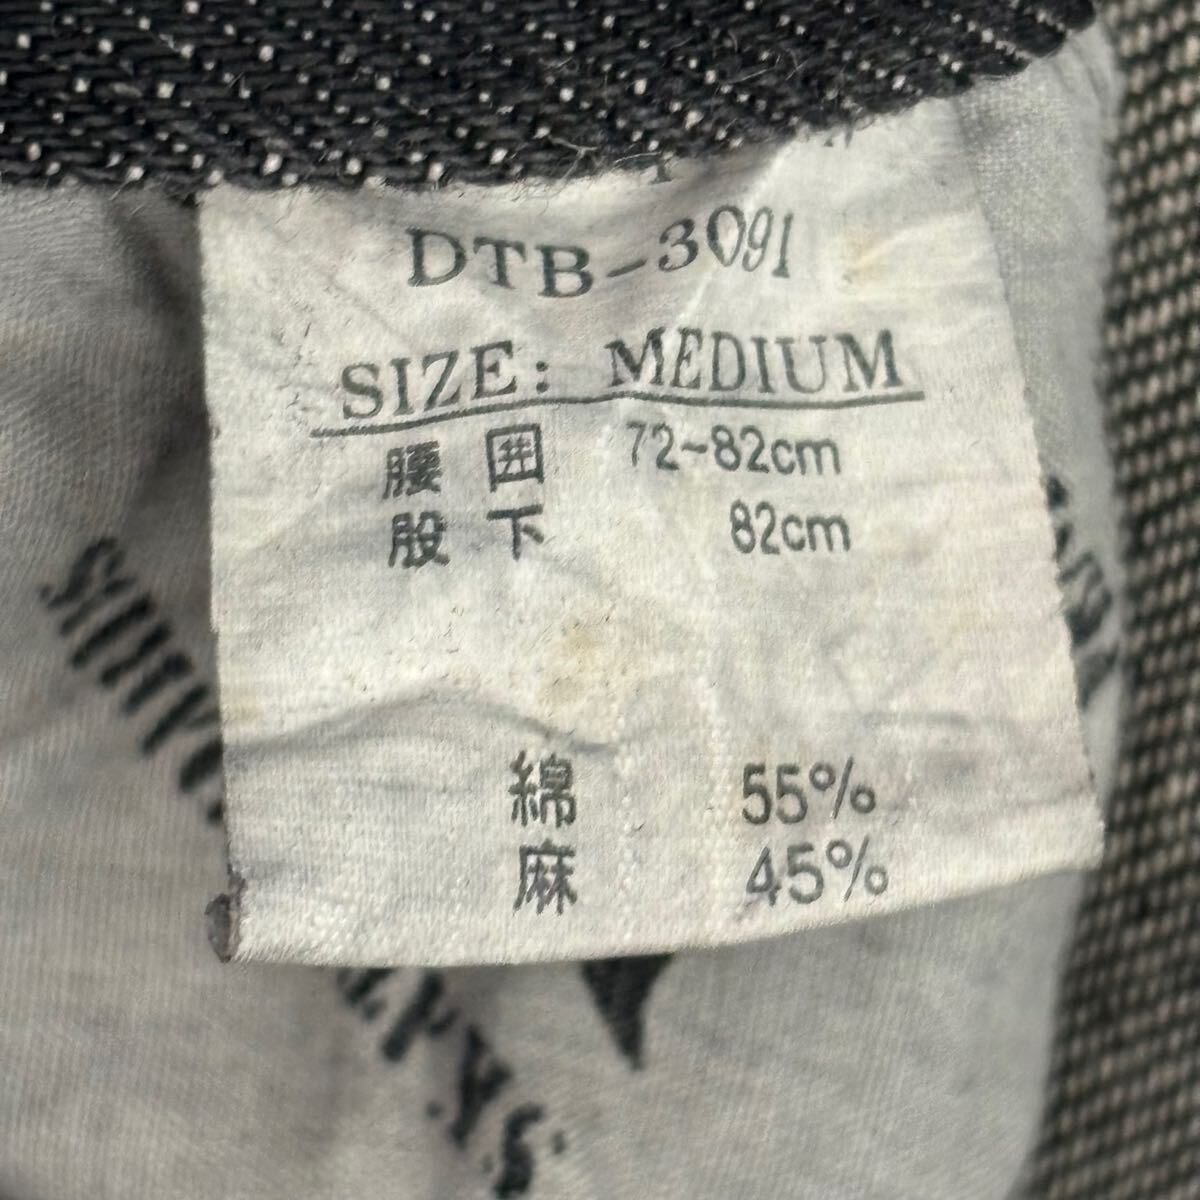 DTB-3091
SIZE: MEDIUM
腰囲 72-82cm
股下 82cm
綿 55%
麻 45%